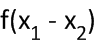 f(x₁ - x₂)